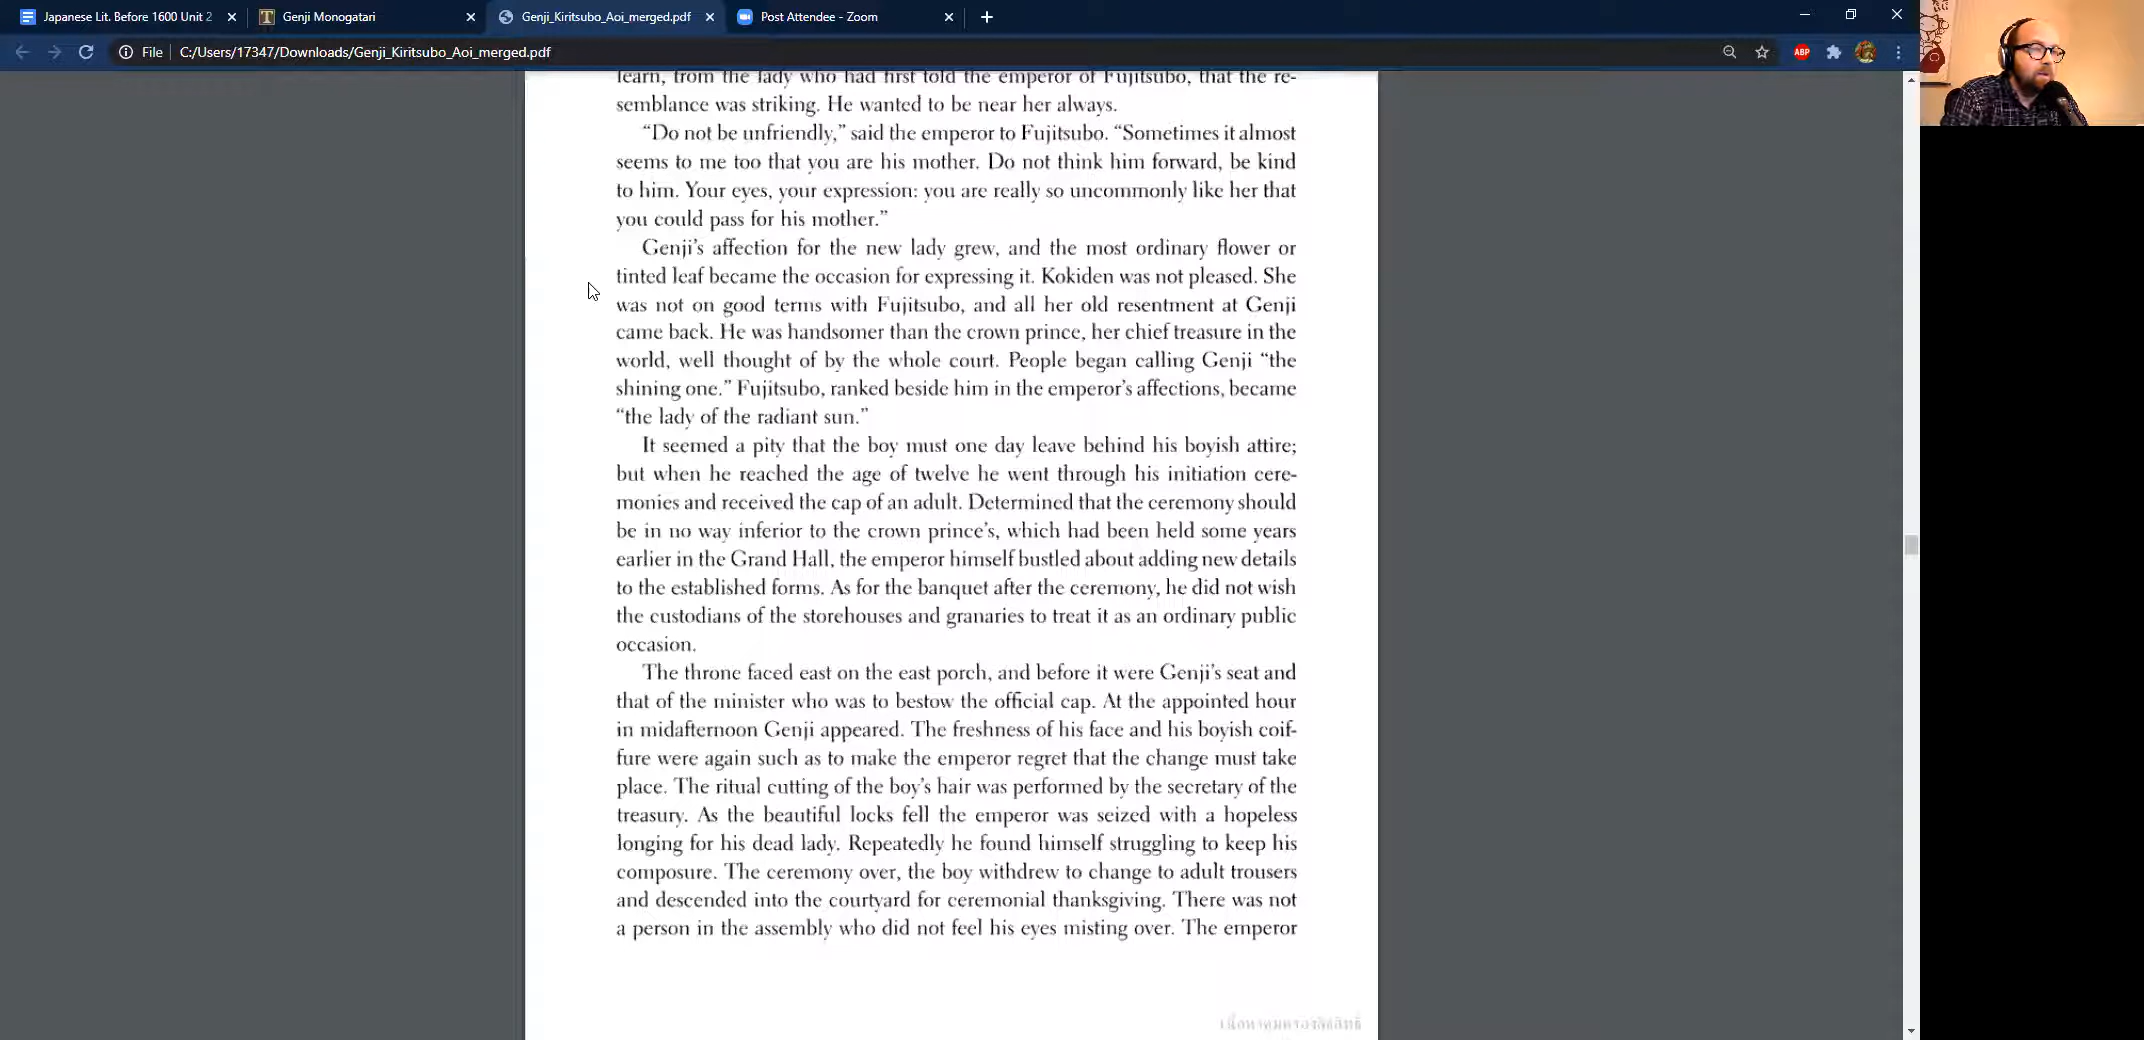 Japanese Lit. Before 1600 Unit 2
Genji Monogatari
Genji_Kiritsubo_Aoi_merged.pdf
Post Attendee - Zoom
File
C:/Users/17347/Downloads/Genji_Kiritsubo_Aoi_merged.pdf
ABP
learn, from the lady who had first told the emperor of Fujitsubo, that the re-
semblance was striking. He wanted to be near her always.
“Do not be unfriendly,” said the emperor to Fujitsubo. “Sometimes it almost
seems to me too that you are his mother. Do not think him forward, be kind
to him. Your eyes, your expression: you are really so uncommonly like her that
you could pass for his mother.”
Genji’s affection for the new lady grew, and the most ordinary flower or
tinted leaf became the occasion for expressing it. Kokiden was not pleased. She
was not on good terms with Fujitsubo, and all her old resentment at Genji
came back. He was handsomer than the crown prince, her chief treasure in the
world, well thought of by the whole court. People began calling Genji “the
shining one.” Fujitsubo, ranked beside him in the emperor’s affections, became
“the lady of the radiant sun.”
It seemed a pity that the boy must one day leave behind his boyish attire;
but when he reached the age of twelve he went through his initiation cere-
monies and received the cap of an adult. Determined that the ceremony should
be in no way inferior to the crown prince’s, which had been held some years
earlier in the Grand Hall, the emperor himself bustled about adding new details
to the established forms. As for the banquet after the ceremony, he did not wish
the custodians of the storehouses and granaries to treat it as an ordinary public
occasion.
The throne faced east on the east porch, and before it were Genji’s seat and
that of the minister who was to bestow the official cap. At the appointed hour
in midafternoon Genji appeared. The freshness of his face and his boyish coif-
fure were again such as to make the emperor regret that the change must take
place. The ritual cutting of the boy’s hair was performed by the secretary of the
treasury. As the beautiful locks fell the emperor was seized with a hopeless
longing for his dead lady. Repeatedly he found himself struggling to keep his
composure. The ceremony over, the boy withdrew to change to adult trousers
and descended into the courtyard for ceremonial thanksgiving. There was not
a person in the assembly who did not feel his eyes misting over. The emperor